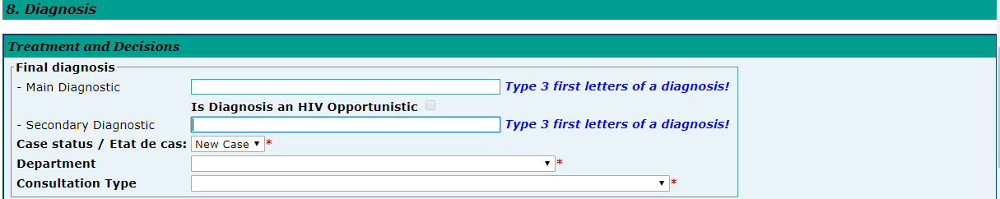 8. Diagnosis
Treatment and Decisions
Final diagnosis
- Main Diagnostic Type 3 first letters of a diagnosis!
Is Diagnosis an HIV Opportunistic
- Secondary Diagnostic Type 3 first letters of a diagnosis!
Case status / Etat de cas: New Case *
Department *
Consultation Type *